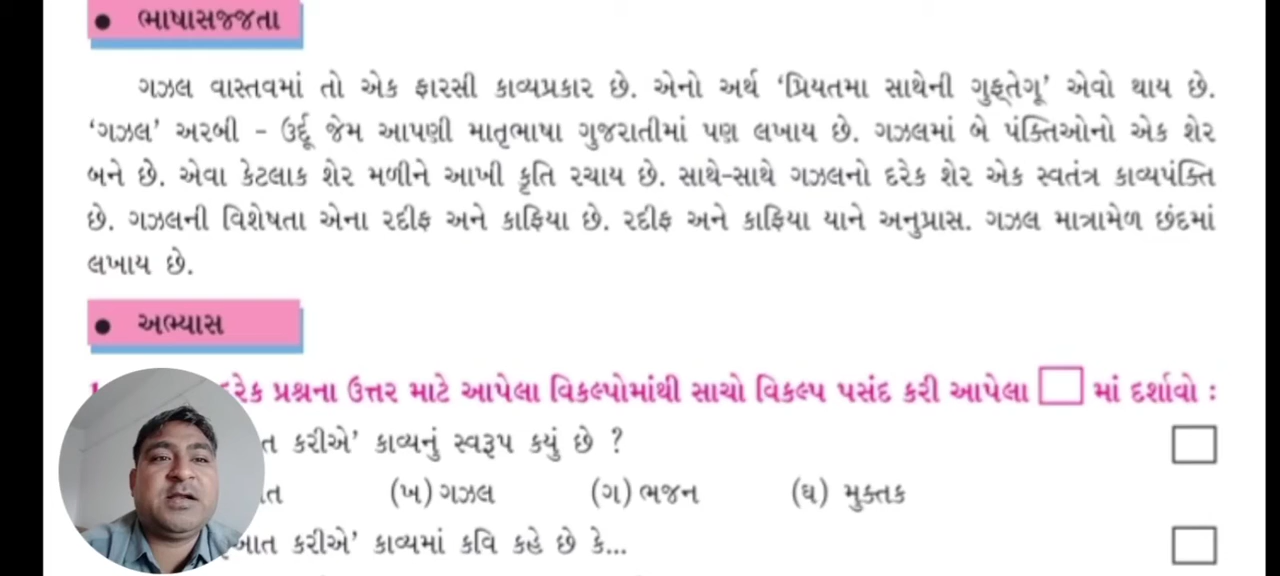 • ભાષાસજ્જતા
ગઝલ વાસ્તવમાં તો એક ફારસી કાવ્યપ્રકાર છે. એનો અર્થ ‘પ્રિયતમા સાથેની ગુફ્તેગૂ’ એવો થાય છે.
‘ગઝલ’ અરબી - ઉર્દૂ જેમ આપણી માતૃભાષા ગુજરાતીમાં પણ લખાય છે. ગઝલમાં બે પંક્તિઓનો એક શેર
બને છે. એવા કેટલાક શેર મળીને આખી કૃતિ રચાય છે. સાથે-સાથે ગઝલનો દરેક શેર એક સ્વતંત્ર કાવ્યપંક્તિ
છે. ગઝલની વિશેષતા એના રદીફ અને કાફિયા છે. રદીફ અને કાફિયા યાને અનુપ્રાસ. ગઝલ માત્રામેળ છંદમાં
લખાય છે.
• અભ્યાસ
પ્રશ્નના ઉત્તર માટે આપેલા વિકલ્પોમાંથી સાચો વિકલ્પ પસંદ કરી આપેલા માં દર્શાવો :
કરીએ’ કાવ્યનું સ્વરૂપ કયું છે ?
(ખ) ગઝલ (ગ) ભજન (ઘ) મુક્તક
કરીએ’ કાવ્યમાં કવિ કહે છે કે...